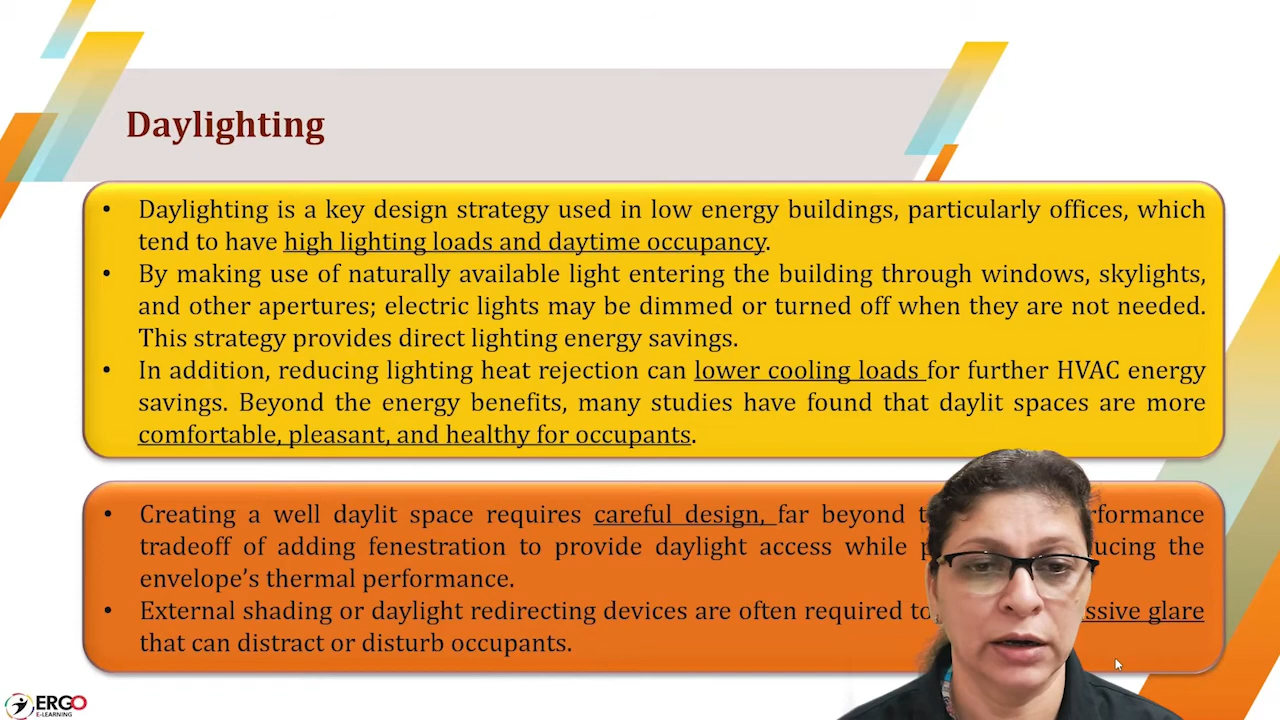 Daylighting
• Daylighting is a key design strategy used in low energy buildings, particularly offices, which
tend to have high lighting loads and daytime occupancy.
• By making use of naturally available light entering the building through windows, skylights,
and other apertures; electric lights may be dimmed or turned off when they are not needed.
This strategy provides direct lighting energy savings.
• In addition, reducing lighting heat rejection can lower cooling loads for further HVAC energy
savings. Beyond the energy benefits, many studies have found that daylit spaces are more
comfortable, pleasant, and healthy for occupants.
• Creating a well daylit space requires careful design, far beyond
tradeoff of adding fenestration to provide daylight access while the
envelope's thermal performance.
• External shading or daylight redirecting devices are often required to glare
that can distract or disturb occupants.
ERGO
E-LEARNING